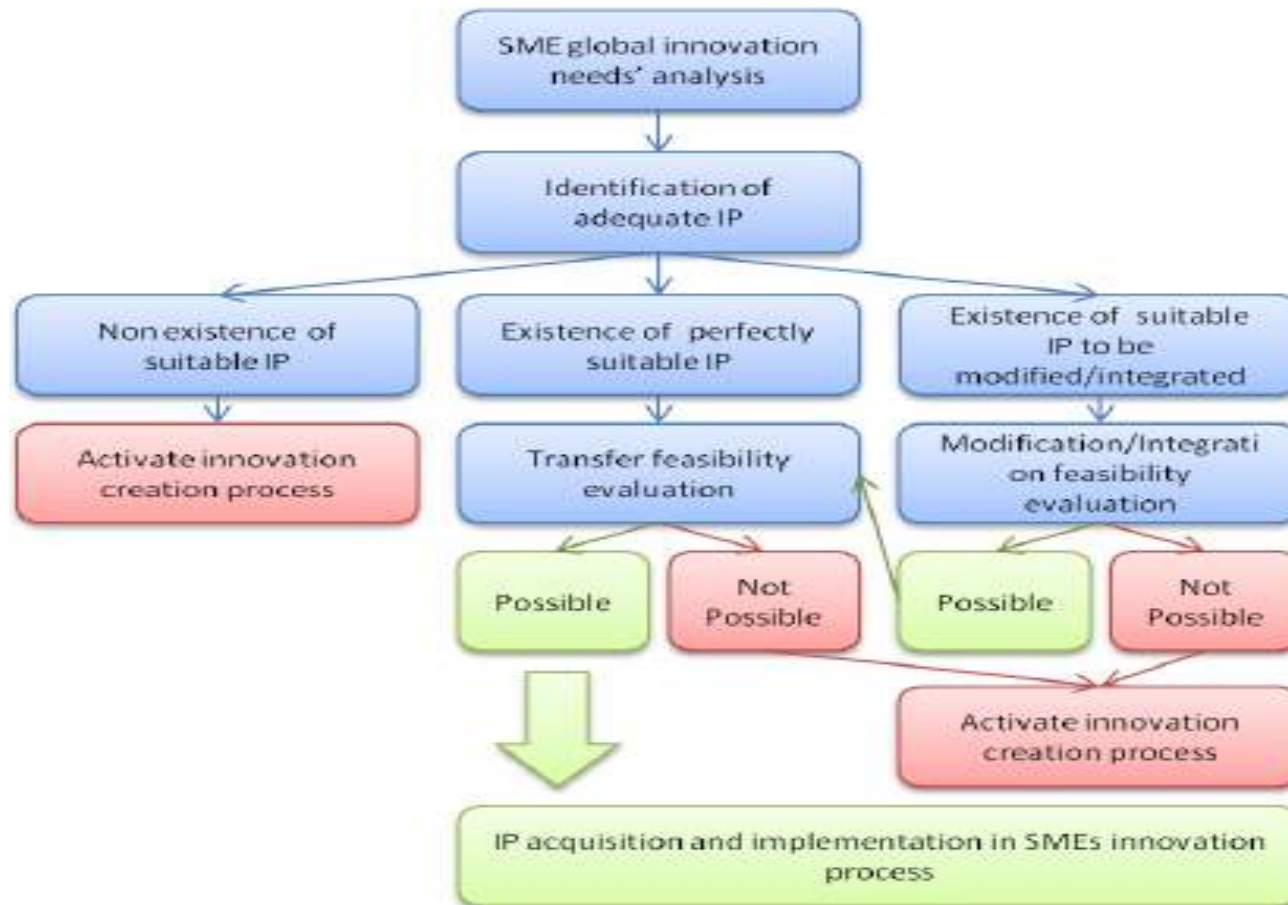 SME global innovation
needs' analysis
Identification of
adequate IP
Non existence of
suitable IP
Existence of perfectly
suitable IP
Existence of suitable
IP to be
modified/integrated
Activate innovation
creation process
Transfer feasibility
evaluation
Modification/Integrati
on feasibility
evaluation
Possible
Not
Possible
Possible
Not
Possible
Activate innovation
creation process
IP acquisition and implementation in SMEs innovation
process